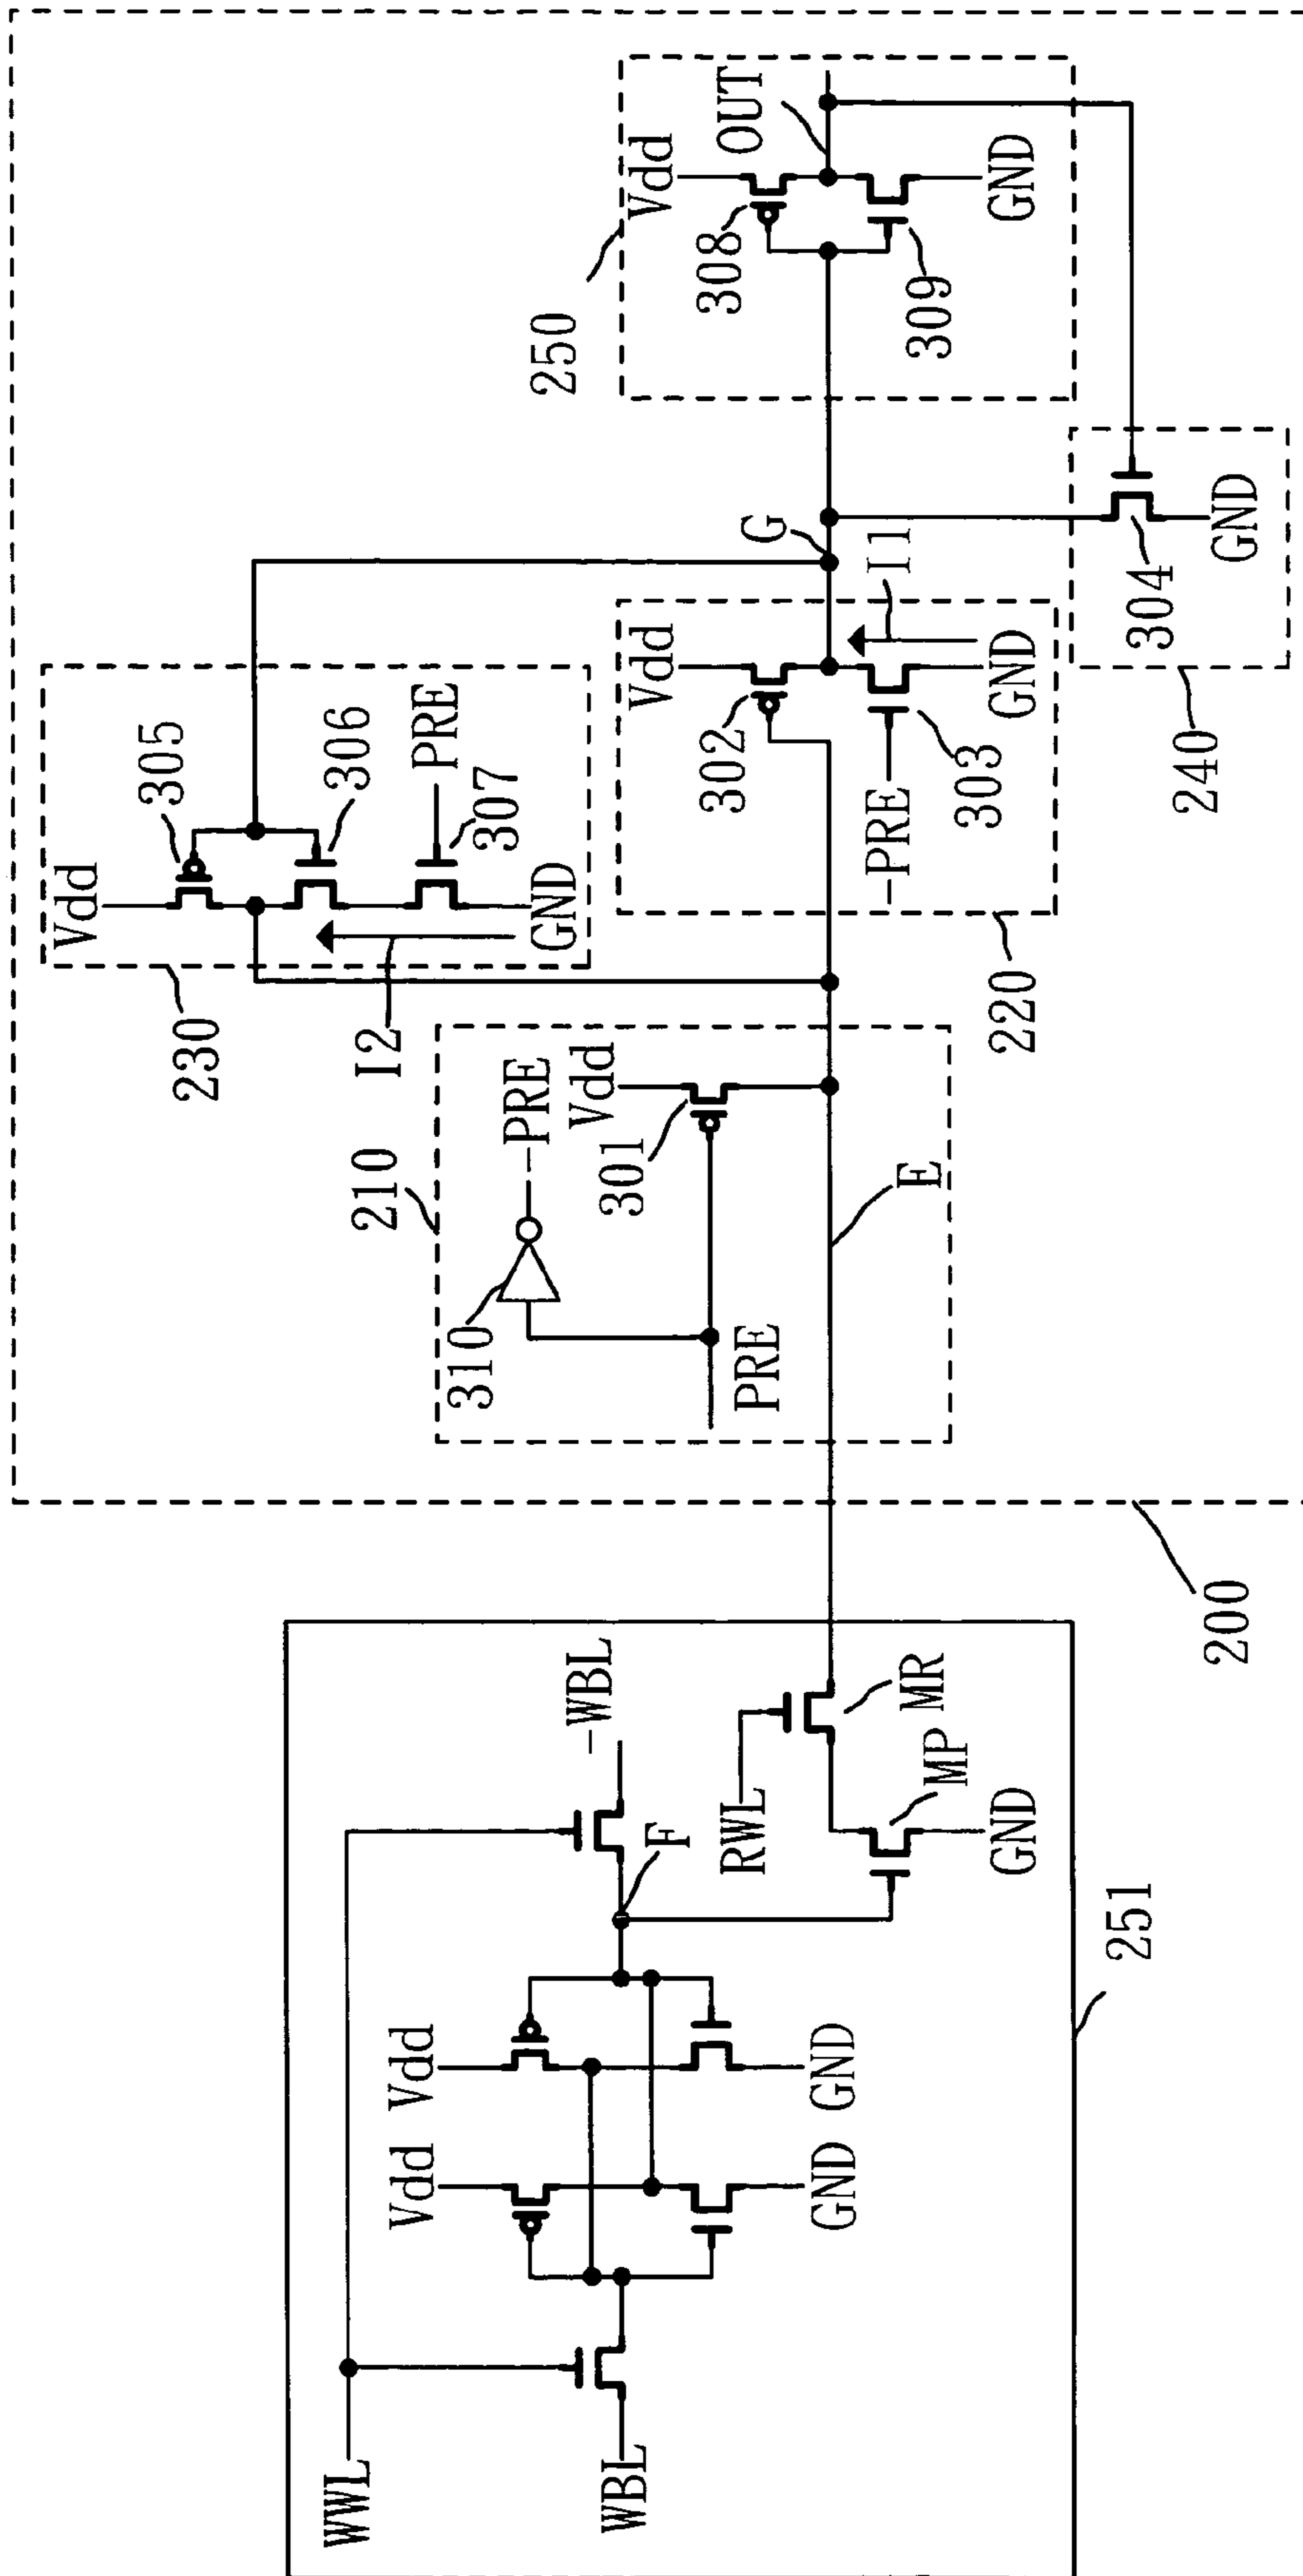 WWL
WBL
Vdd
Vdd
GND
GND
F
-WBL
RWL
MR
MP
GND
251
200
210
310
-PRE
PRE
Vdd
301
E
230
Vdd
305
306
PRE
307
GND
I2
220
Vdd
302
-PRE
303
GND
I1
G
240
304
GND
250
Vdd
308
309
GND
OUT